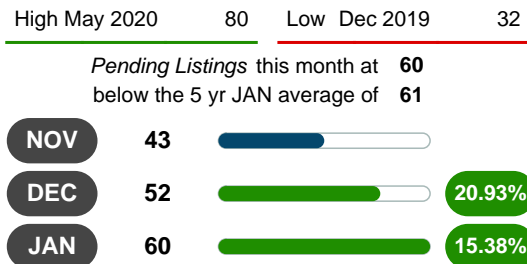 High May 2020 80 Low Dec 2019 32
Pending Listings this month at 60
below the 5 yr JAN average of 61
NOV 43
DEC 52 20.93%
JAN 60 15.38%